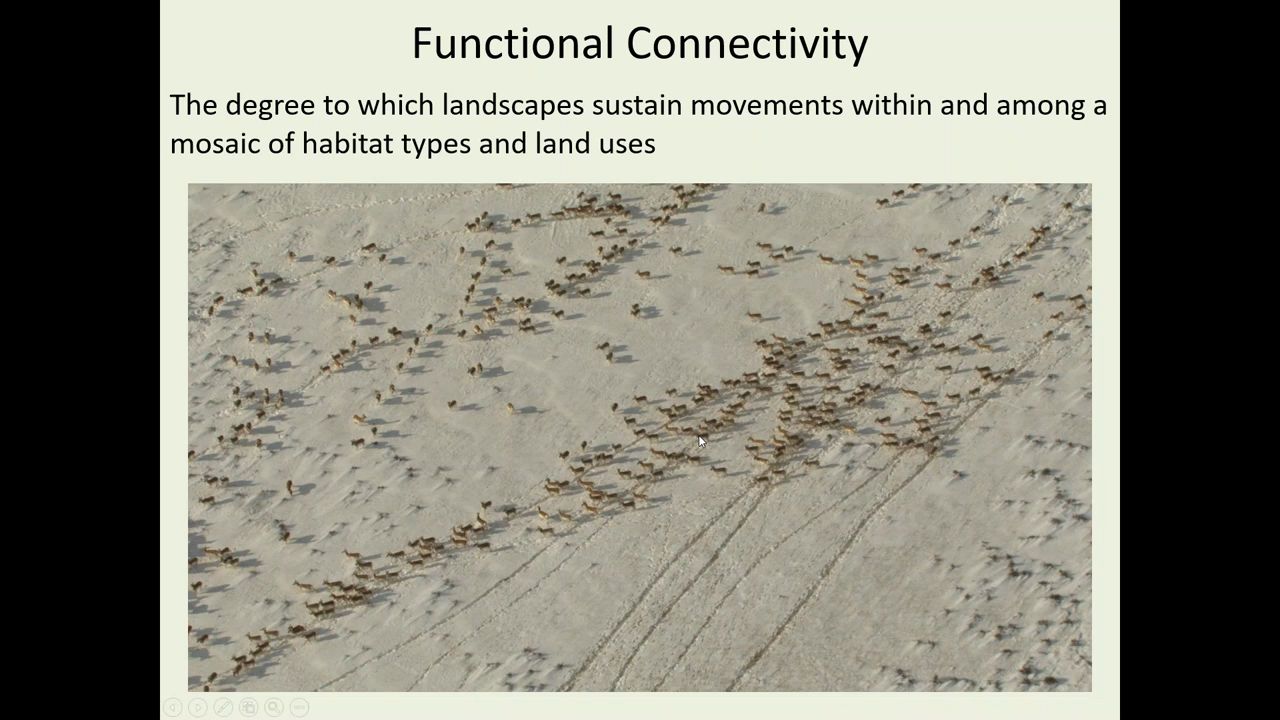 Functional Connectivity
The degree to which landscapes sustain movements within and among a
mosaic of habitat types and land uses